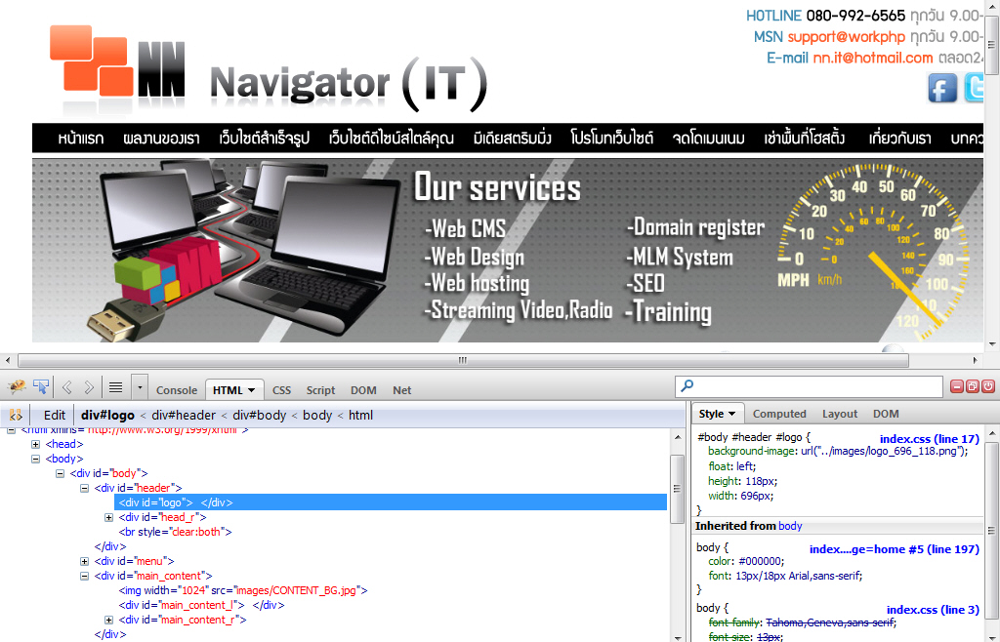 HOTLINE 080-992-6565 ทุกวัน 9.00-
MSN support@workphp ทุกวัน 9.00-
E-mail nn.it@hotmail.com ตลอด24
NN Navigator (IT)
หน้าแรก ผลงานของเรา เว็บไซต์สำเร็จรูป เว็บไซต์ดีไซน์สไตล์คุณ มีเดียสตริมมิ่ง โปรโมทเว็บไซต์ จดโดเมนเนม เช่าพื้นที่โฮสติ้ง เกี่ยวกับเรา บทคว
Our services
-Web CMS
-Web Design
-Web hosting
-Streaming Video,Radio
-Domain register
-MLM System
-SEO
-Training
NN
0 10 20 30 40 50 60 70 80 90 100 110 120
0 20 40 60 80 100 120 140 160
MPH km/h
Console HTML CSS Script DOM Net
Edit div#logo < div#header < div#body < body < html
<html xmlns="http://www.w3.org/1999/xhtml">
<head>
<body>
<div id="body">
<div id="header">
<div id="logo"> </div>
<div id="head_r">
<br style="clear:both">
</div>
<div id="menu">
<div id="main_content">
<img width="1024" src="images/CONTENT_BG.jpg">
<div id="main_content_l"> </div>
<div id="main_content_r">
</div>
Style Computed Layout DOM
#body #header #logo { index.css (line 17)
background-image: url("../images/logo_696_118.png");
float: left;
height: 118px;
width: 696px;
}
Inherited from body
body { index....ge=home #5 (line 197)
color: #000000;
font: 13px/18px Arial,sans-serif;
}
body { index.css (line 3)
font-family: Tahoma,Geneva,sans-serif;
font-size: 13px;